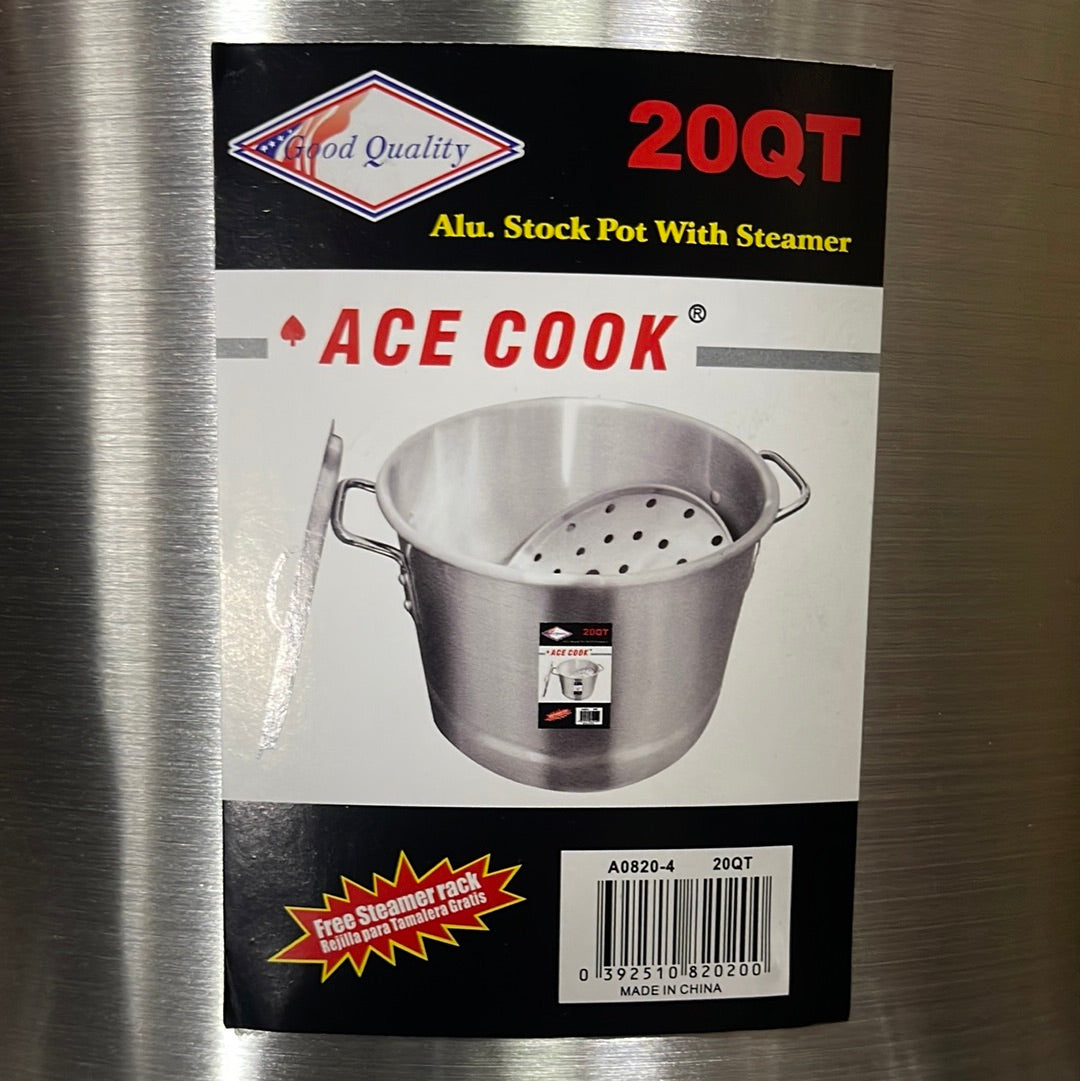 Good Quality
20QT
Alu. Stock Pot With Steamer
ACE COOK®
20QT
ACE COOK
Free Steamer rack
Rejilla para Tamalera Gratis
A0820-4 20QT
0 392510 820200
MADE IN CHINA